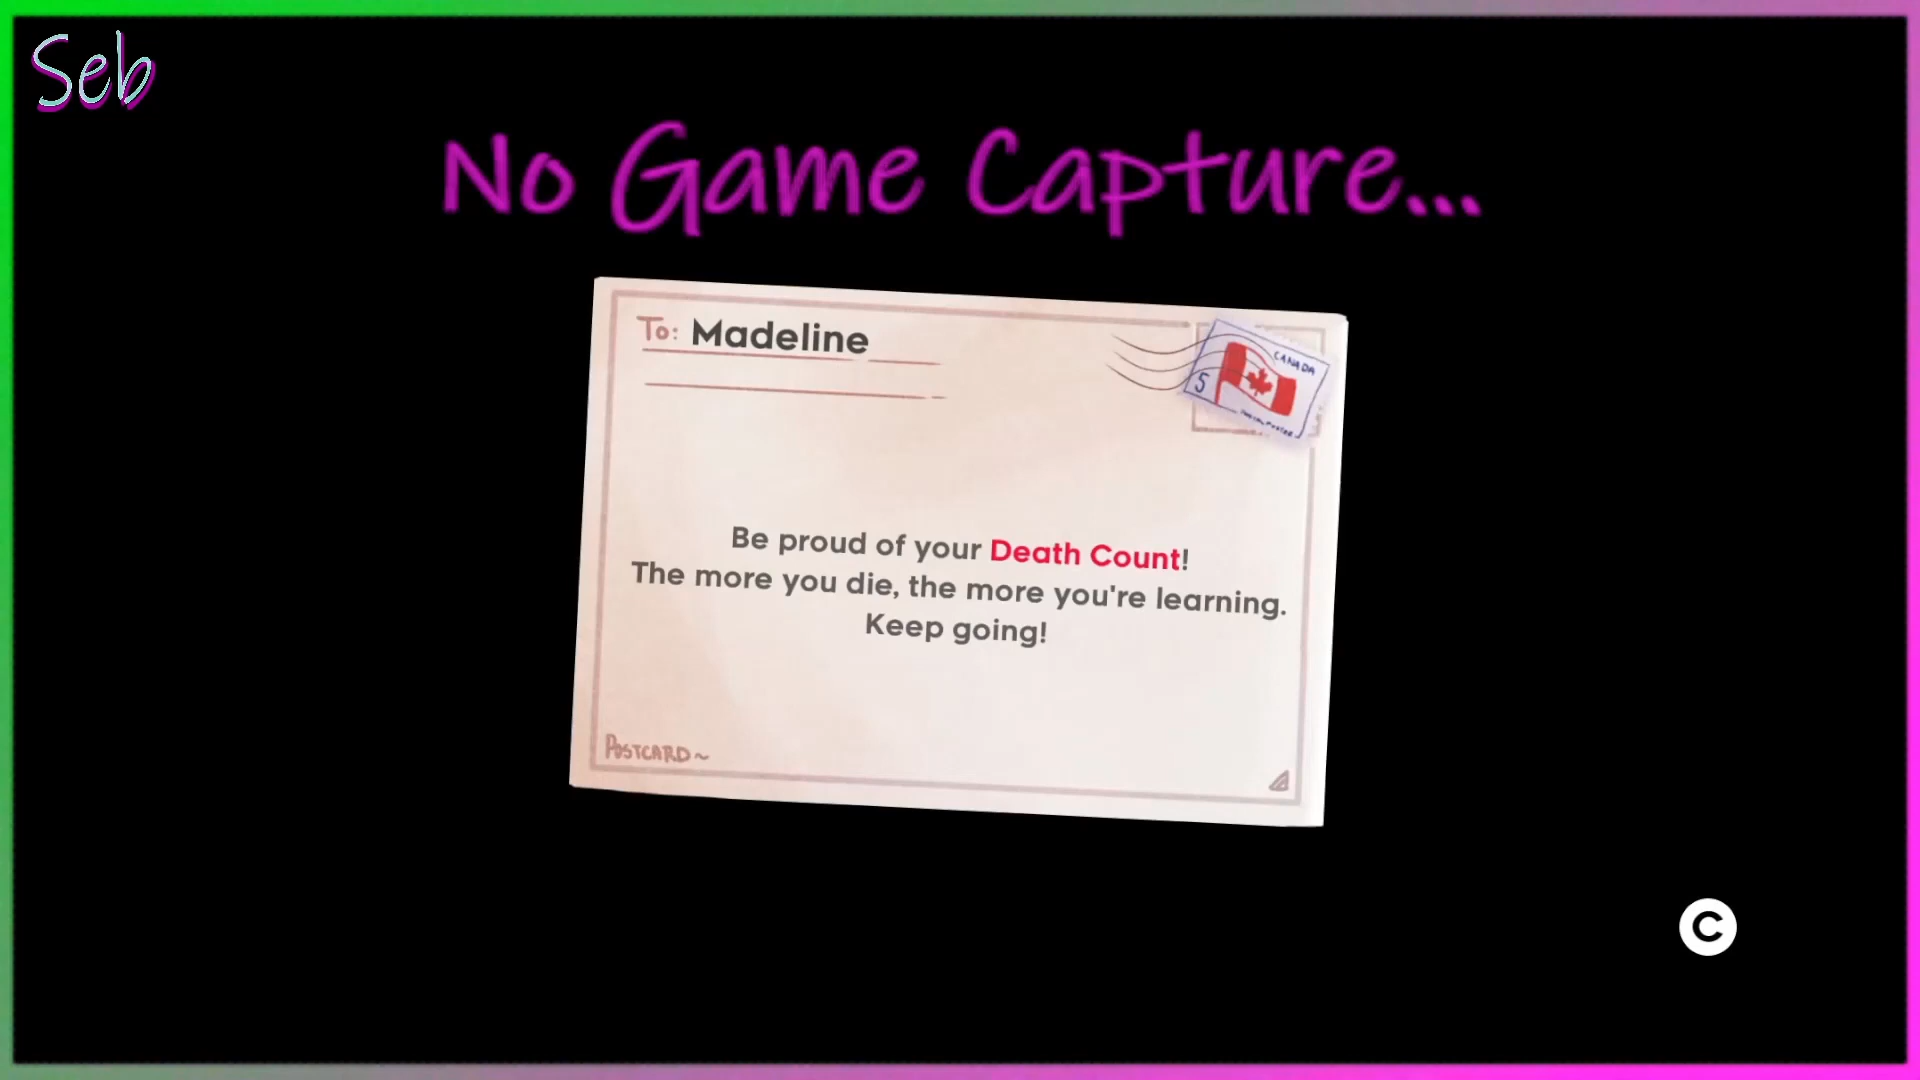 Seb
No Game Capture...
To: Madeline
CANADA
5
Be proud of your Death Count!
The more you die, the more you're learning.
Keep going!
POSTCARD~
C